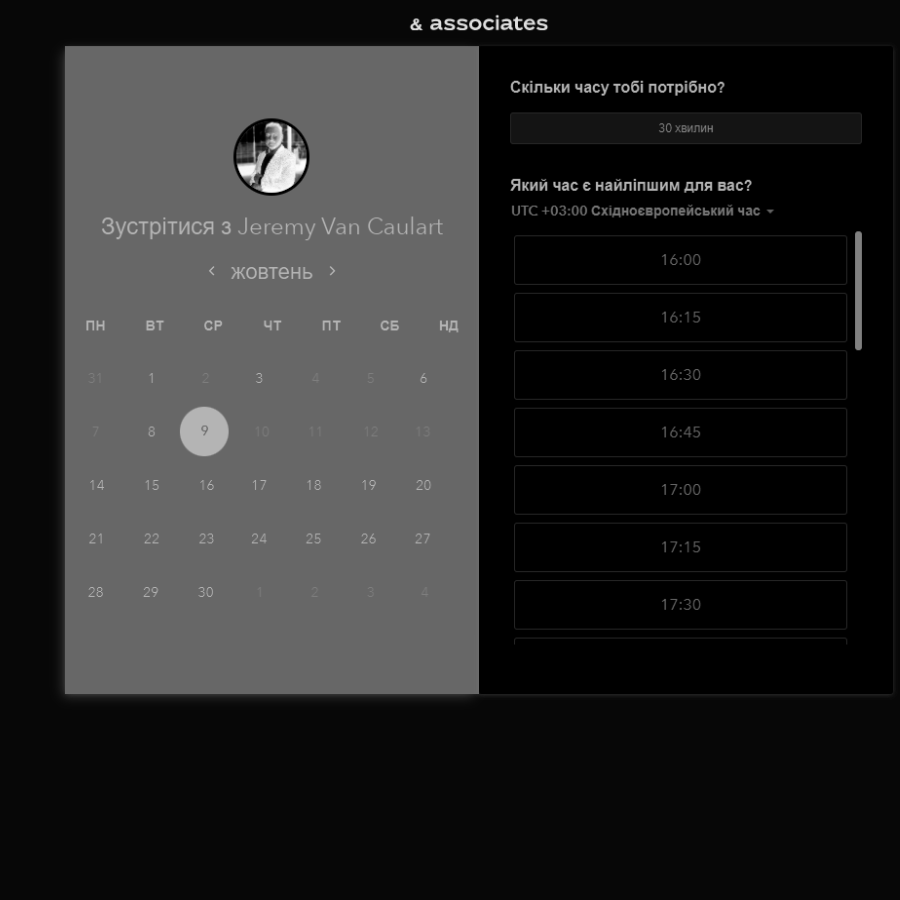 & associates
Зустрітися з Jeremy Van Caulart
жовтень
ПН ВТ СР ЧТ ПТ СБ НД
31 1 2 3 4 5 6
7 8 9 10 11 12 13
14 15 16 17 18 19 20
21 22 23 24 25 26 27
28 29 30 1 2 3 4
Скільки часу тобі потрібно?
30 хвилин
Який час є найліпшим для вас?
UTC +03:00 Східноєвропейський час
16:00
16:15
16:30
16:45
17:00
17:15
17:30